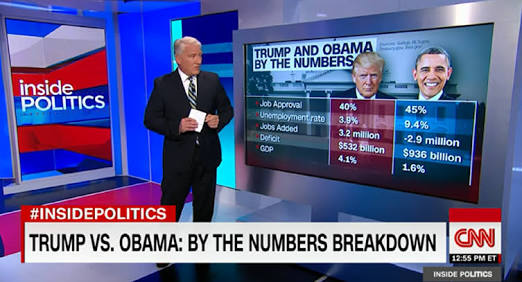 inside
POLITICS
TRUMP AND OBAMA
BY THE NUMBERS
Job Approval 40% 45%
Unemployment rate 3.9% 9.4%
Jobs Added 3.2 million -2.9 million
Deficit $532 billion $936 billion
GDP 4.1% 1.6%
#INSIDEPOLITICS
TRUMP VS. OBAMA: BY THE NUMBERS BREAKDOWN
CNN
12:55 PM ET
INSIDE POLITICS